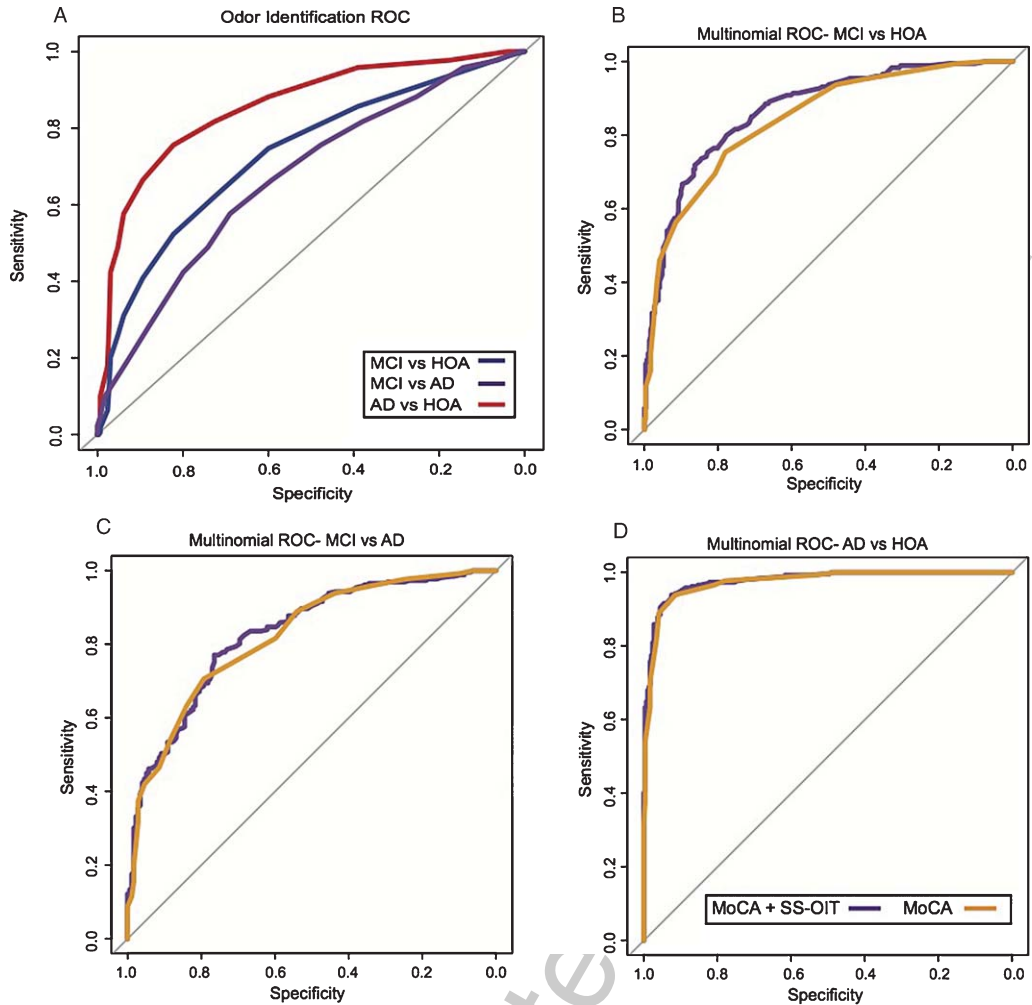 A
Odor Identification ROC
Sensitivity
1.0
0.8
0.6
0.4
0.2
0.0
MCI vs HOA
MCI vs AD
AD vs HOA
1.0 0.8 0.6 0.4 0.2 0.0
Specificity
B
Multinomial ROC- MCI vs HOA
Sensitivity
1.0
0.8
0.6
0.4
0.2
0.0
1.0 0.8 0.6 0.4 0.2 0.0
Specificity
C
Multinomial ROC- MCI vs AD
Sensitivity
1.0
0.8
0.6
0.4
0.2
0.0
1.0 0.8 0.6 0.4 0.2 0.0
Specificity
D
Multinomial ROC- AD vs HOA
Sensitivity
1.0
0.8
0.6
0.4
0.2
0.0
MoCA + SS-OIT MoCA
1.0 0.8 0.6 0.4 0.2 0.0
Specificity